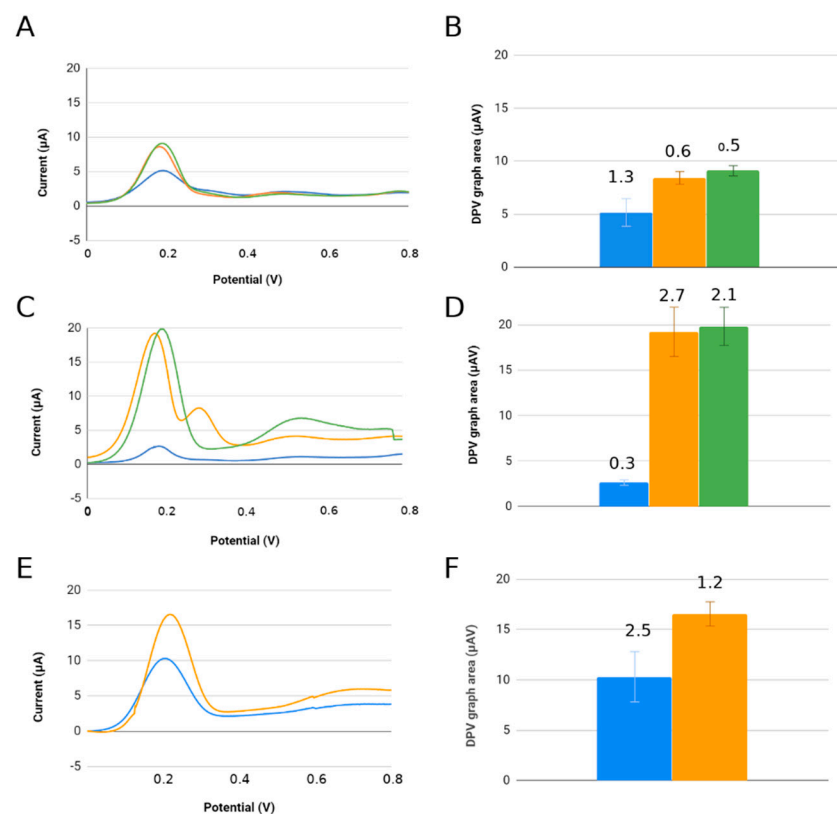 A
20
15
10
5
0
-5
Current (µA)
0 0.2 0.4 0.6 0.8
Potential (V)
B
20
15
10
5
0
DPV graph area (µAV)
1.3 0.6 0.5
C
20
15
10
5
0
-5
Current (µA)
0 0.2 0.4 0.6 0.8
Potential (V)
D
20
15
10
5
0
DPV graph area (µAV)
0.3 2.7 2.1
E
20
15
10
5
0
-5
Current (µA)
0.2 0.4 0.6 0.8
Potential (V)
F
20
15
10
5
0
DPV graph area (µAV)
2.5 1.2